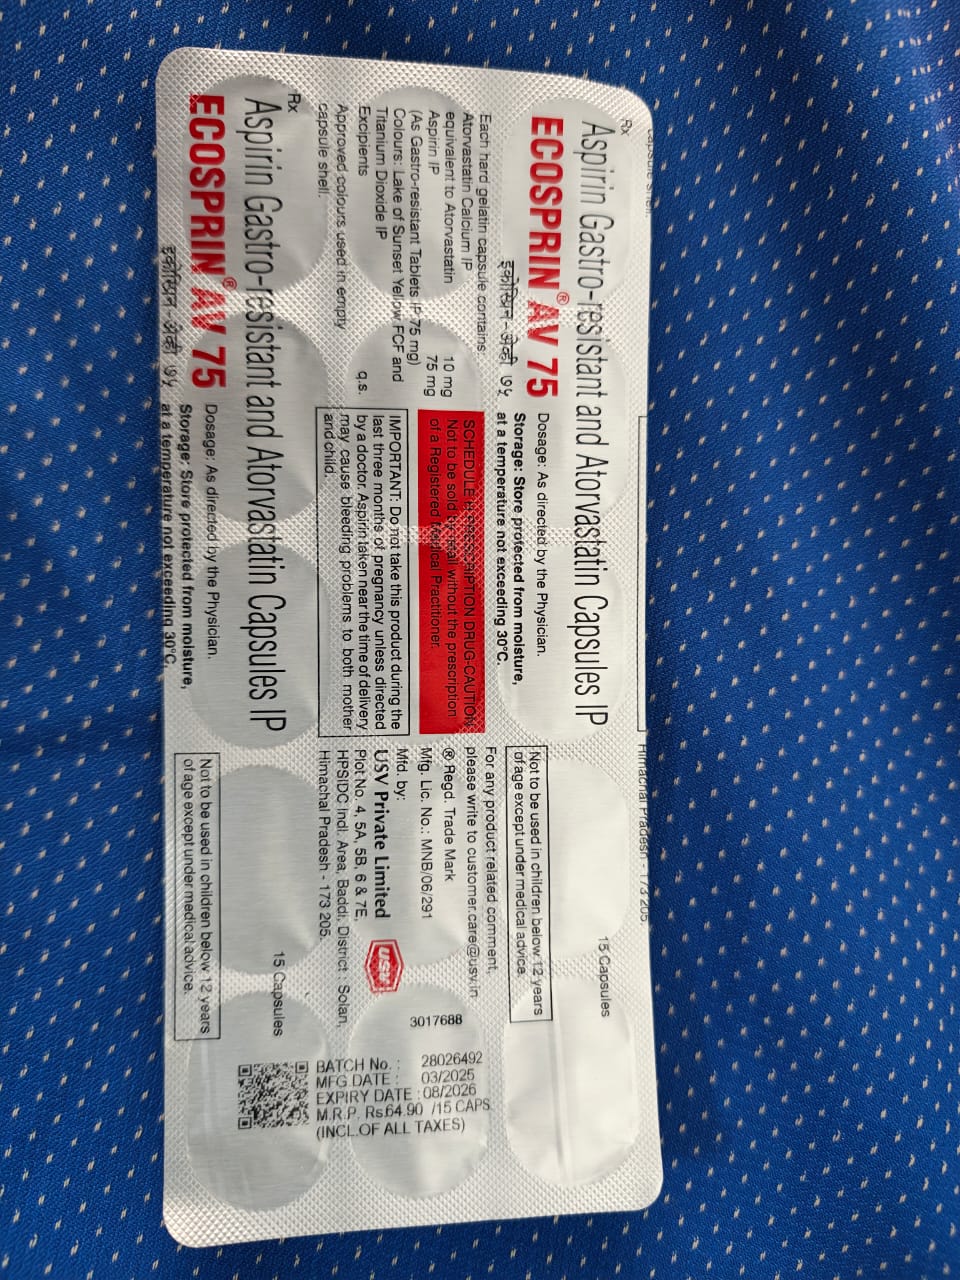 capsule shell.
Himachal Pradesh - 173 205
Rx
Aspirin Gastro-resistant and Atorvastatin Capsules IP
15 Capsules
ECOSPRIN® AV 75
इकोस्प्रिन - ॲवी ७५
Dosage: As directed by the Physician.
Storage: Store protected from moisture,
at a temperature not exceeding 30°C.
Not to be used in children below 12 years
of age except under medical advice.
Each hard gelatin capsule contains:
Atorvastatin Calcium IP
equivalent to Atorvastatin 10 mg
Aspirin IP 75 mg
(As Gastro-resistant Tablets IP 75 mg)
Colours: Lake of Sunset Yellow FCF and
Titanium Dioxide IP
Excipients q.s.
Approved colours used in empty
capsule shell.
SCHEDULE H PRESCRIPTION DRUG-CAUTION
Not to be sold by retail without the prescription
of a Registered Medical Practitioner.
IMPORTANT: Do not take this product during the
last three months of pregnancy unless directed
by a doctor. Aspirin taken near the time of delivery
may cause bleeding problems to both mother
and child.
For any product related comment,
please write to customer.care@usv.in
® Regd. Trade Mark
Mfg. Lic. No.: MNB/06/291
Mfd. by:
USV Private Limited
Plot No. 4, 5A, 5B, 6 & 7E,
HPSIDC Indl. Area, Baddi, District : Solan,
Himachal Pradesh - 173 205.
usv
3017688
BATCH No. : 28026492
MFG.DATE : 03/2025
EXPIRY DATE : 08/2026
M.R.P. Rs.64.90 /15 CAPS
(INCL.OF ALL TAXES)
Rx
Aspirin Gastro-resistant and Atorvastatin Capsules IP
15 Capsules
ECOSPRIN® AV 75
इकोस्प्रिन - ॲवी ७५
Dosage: As directed by the Physician.
Storage: Store protected from moisture,
at a temperature not exceeding 30°C.
Not to be used in children below 12 years
of age except under medical advice.